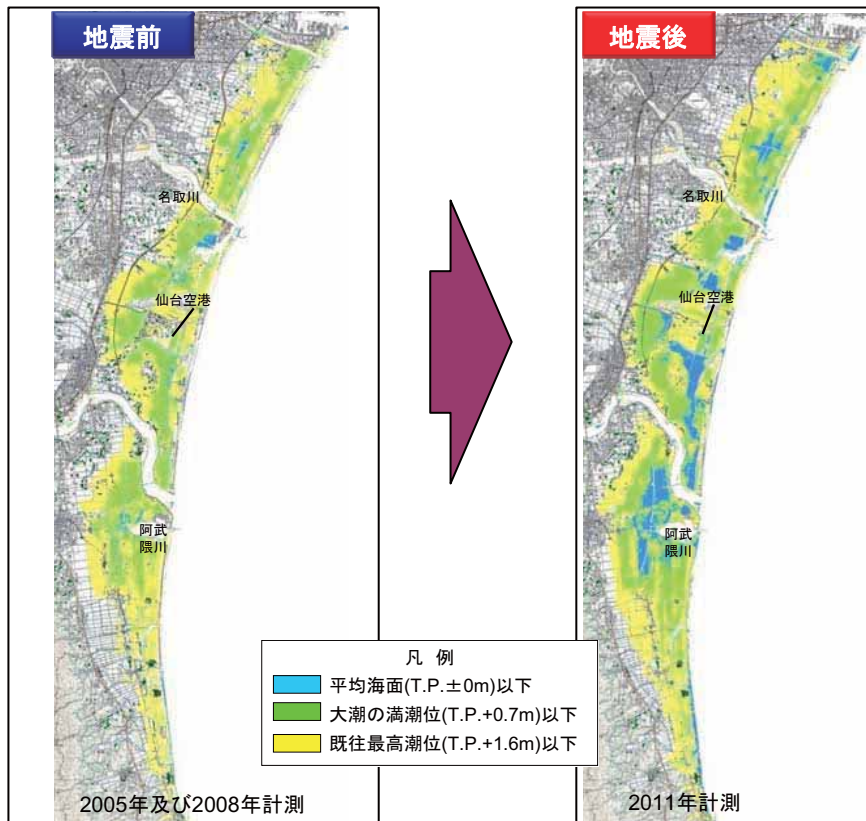 地震前
名取川
仙台空港
阿武
隈川
2005年及び2008年計測
地震後
名取川
仙台空港
阿武
隈川
2011年計測
凡 例
平均海面(T.P.±0m)以下
大潮の満潮位(T.P.+0.7m)以下
既往最高潮位(T.P.+1.6m)以下